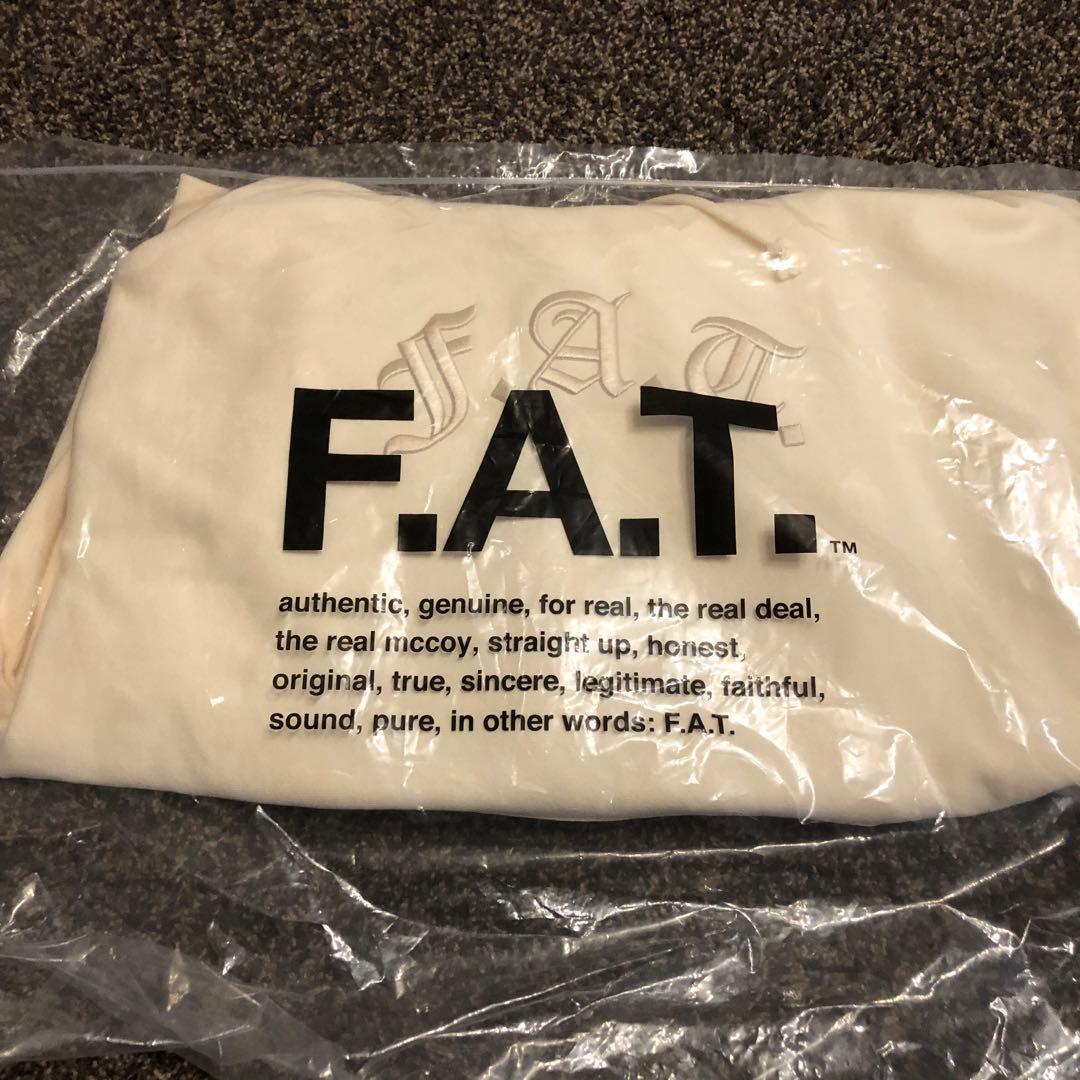 F.A.T.
F.A.T.™
authentic, genuine, for real, the real deal,
the real mccoy, straight up, honest,
original, true, sincere, legitimate, faithful,
sound, pure, in other words: F.A.T.